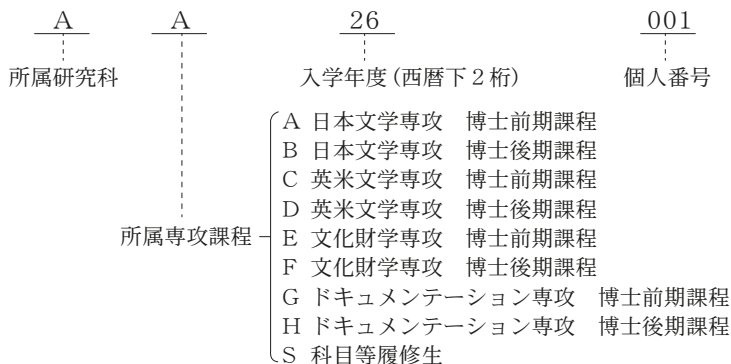 A A 26 001
所属研究科 入学年度(西暦下2桁) 個人番号
A 日本文学専攻 博士前期課程
B 日本文学専攻 博士後期課程
C 英米文学専攻 博士前期課程
D 英米文学専攻 博士後期課程
所属専攻課程
E 文化財学専攻 博士前期課程
F 文化財学専攻 博士後期課程
G ドキュメンテーション専攻 博士前期課程
H ドキュメンテーション専攻 博士後期課程
S 科目等履修生